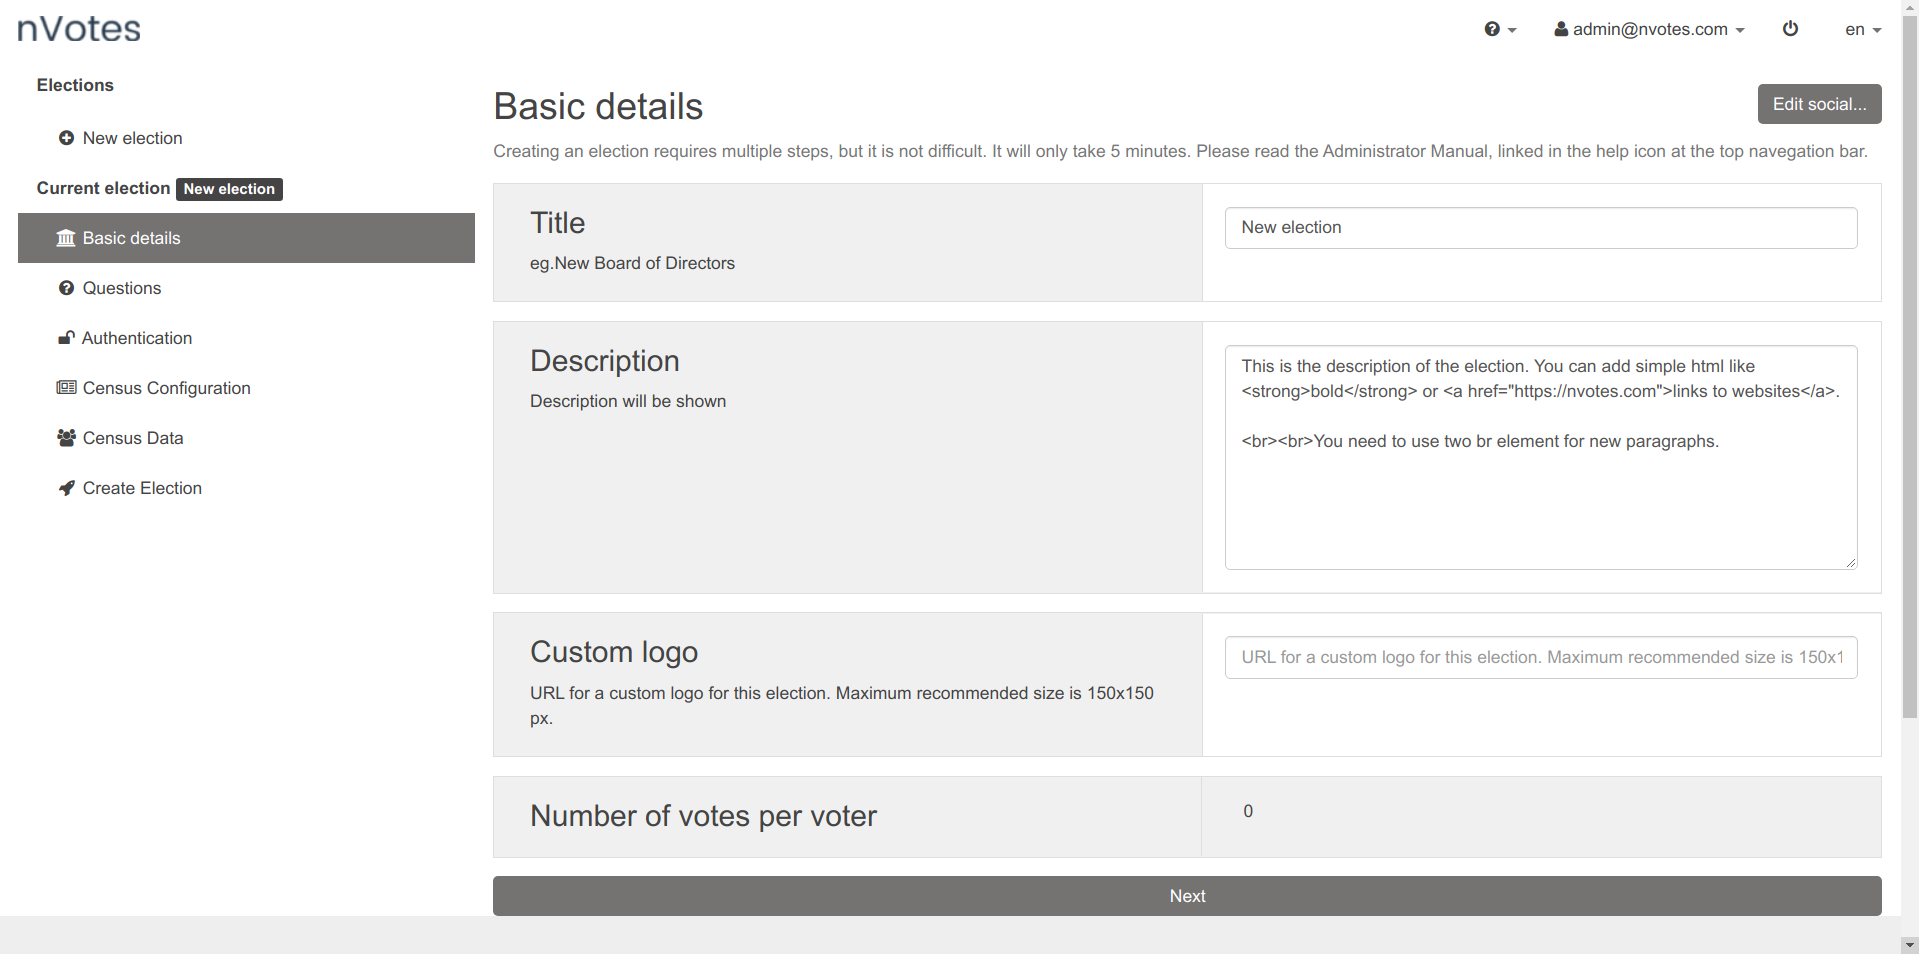 nVotes
admin@nvotes.com
en
Elections
New election
Current election New election
Basic details
Questions
Authentication
Census Configuration
Census Data
Create Election
Basic details
Edit social...
Creating an election requires multiple steps, but it is not difficult. It will only take 5 minutes. Please read the Administrator Manual, linked in the help icon at the top navegation bar.
Title
eg.New Board of Directors
New election
Description
Description will be shown
This is the description of the election. You can add simple html like
<strong>bold</strong> or <a href="https://nvotes.com">links to websites</a>.
<br><br>You need to use two br element for new paragraphs.
Custom logo
URL for a custom logo for this election. Maximum recommended size is 150x150
px.
URL for a custom logo for this election. Maximum recommended size is 150x1
Number of votes per voter
0
Next